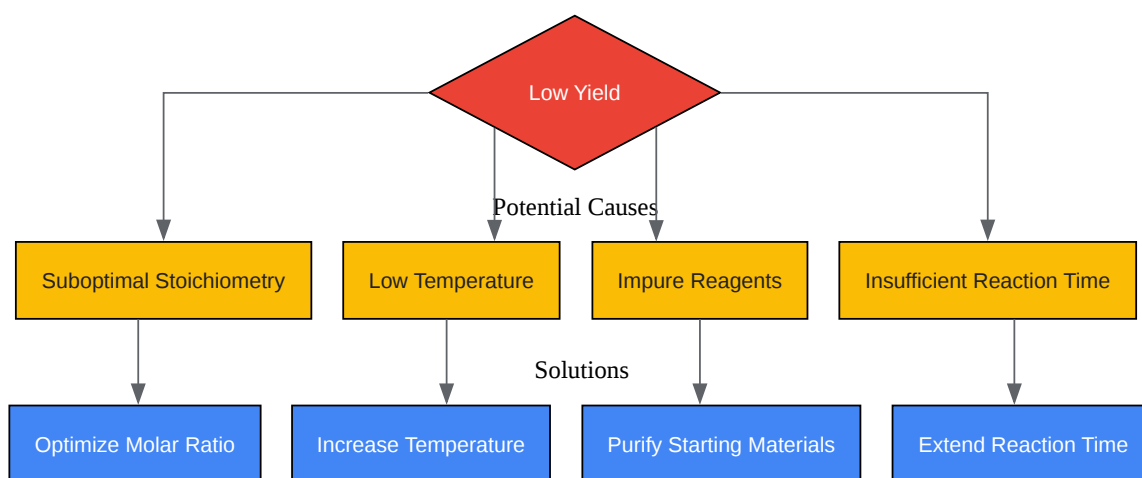 Low Yield
Potential Causes
Suboptimal Stoichiometry
Low Temperature
Impure Reagents
Insufficient Reaction Time
Solutions
Optimize Molar Ratio
Increase Temperature
Purify Starting Materials
Extend Reaction Time